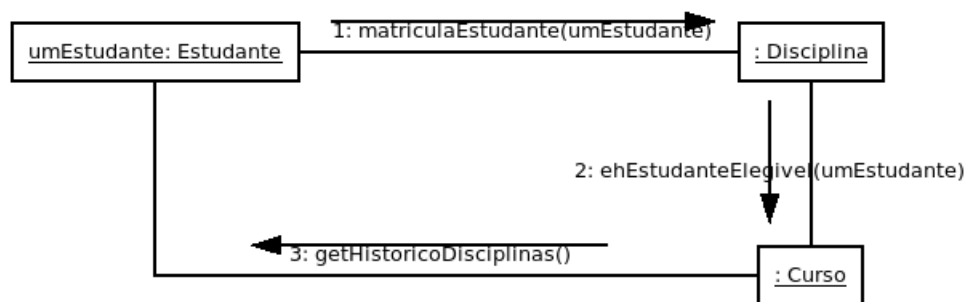 1: matriculaEstudante(umEstudante)
umEstudante: Estudante
: Disciplina
2: ehEstudanteElegivel(umEstudante)
3: getHistoricoDisciplinas()
: Curso